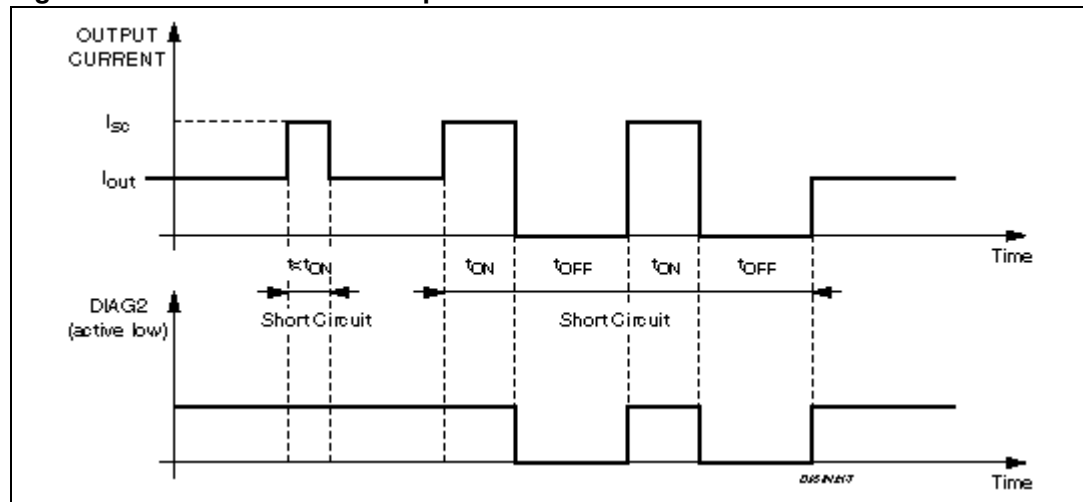 OUTPUT
CURRENT
Isc
Iout
Time
t<tON
tON
tOFF
tON
tOFF
DIAG2
(active low)
Short Circuit
Short Circuit
Time